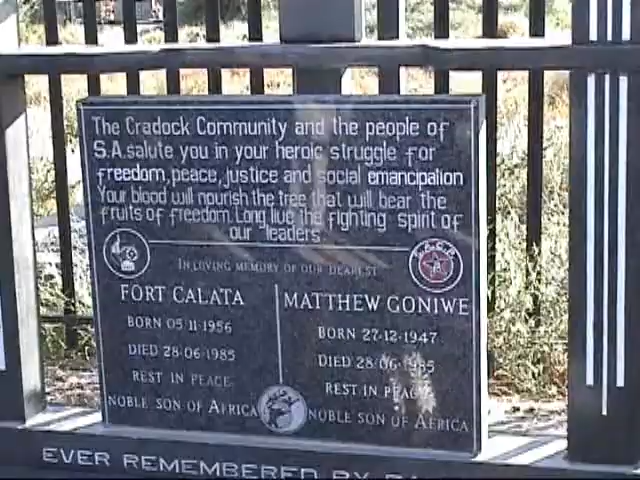 The Cradock Community and the people of
S.A.salute you in your heroic struggle for
freedom,peace,justice and social emancipation
Your blood will nourish the tree that will bear the
fruits of freedom.Long live the fighting spirit of
our leaders.
IN LOVING MEMORY OF OUR DEAREST
FORT CALATA
BORN 05·11·1956
DIED 28·06·1985
REST IN PEACE
NOBLE SON OF AFRICA
MATTHEW GONIWE
BORN 27·12·1947
DIED 28·06·1985
REST IN PEACE
NOBLE SON OF AFRICA
EVER REMEMBERED BY